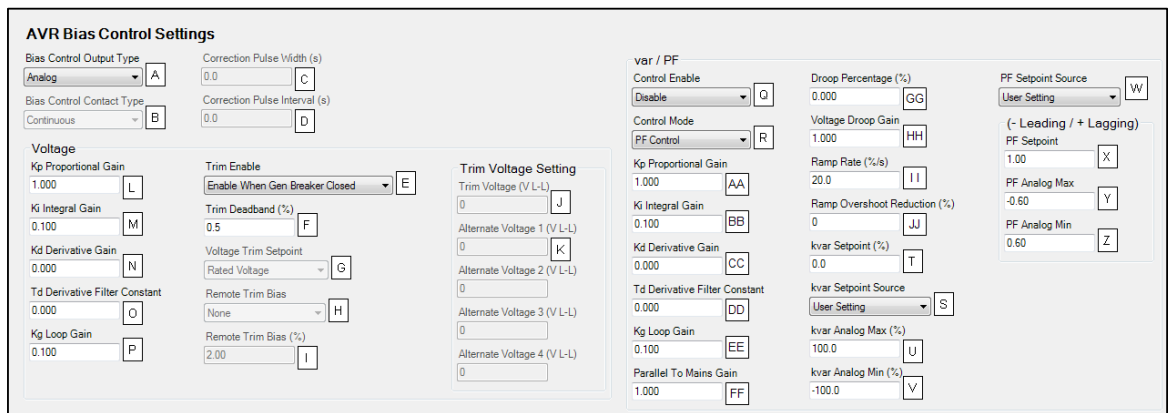 AVR Bias Control Settings
Bias Control Output Type
Analog
A
Correction Pulse Width (s)
0.0
C
Bias Control Contact Type
Continuous
B
Correction Pulse Interval (s)
0.0
D
Voltage
Kp Proportional Gain
1.000
L
Ki Integral Gain
0.100
M
Kd Derivative Gain
0.000
N
Td Derivative Filter Constant
0.000
O
Kg Loop Gain
0.100
P
Trim Enable
Enable When Gen Breaker Closed
E
Trim Deadband (%)
0.5
F
Voltage Trim Setpoint
Rated Voltage
G
Remote Trim Bias
None
H
Remote Trim Bias (%)
2.00
I
Trim Voltage Setting
Trim Voltage (V L-L)
0
J
Alternate Voltage 1 (V L-L)
0
K
Alternate Voltage 2 (V L-L)
0
Alternate Voltage 3 (V L-L)
0
Alternate Voltage 4 (V L-L)
0
var / PF
Control Enable
Disable
Q
Control Mode
PF Control
R
Kp Proportional Gain
1.000
AA
Ki Integral Gain
0.100
BB
Kd Derivative Gain
0.000
CC
Td Derivative Filter Constant
0.000
DD
Kg Loop Gain
0.100
EE
Parallel To Mains Gain
1.000
FF
Droop Percentage (%)
0.000
GG
Voltage Droop Gain
1.000
HH
Ramp Rate (%/s)
20.0
II
Ramp Overshoot Reduction (%)
0
JJ
kvar Setpoint (%)
0.0
T
kvar Setpoint Source
User Setting
S
kvar Analog Max (%)
100.0
U
kvar Analog Min (%)
-100.0
V
PF Setpoint Source
User Setting
W
(- Leading / + Lagging)
PF Setpoint
1.00
X
PF Analog Max
-0.60
Y
PF Analog Min
0.60
Z